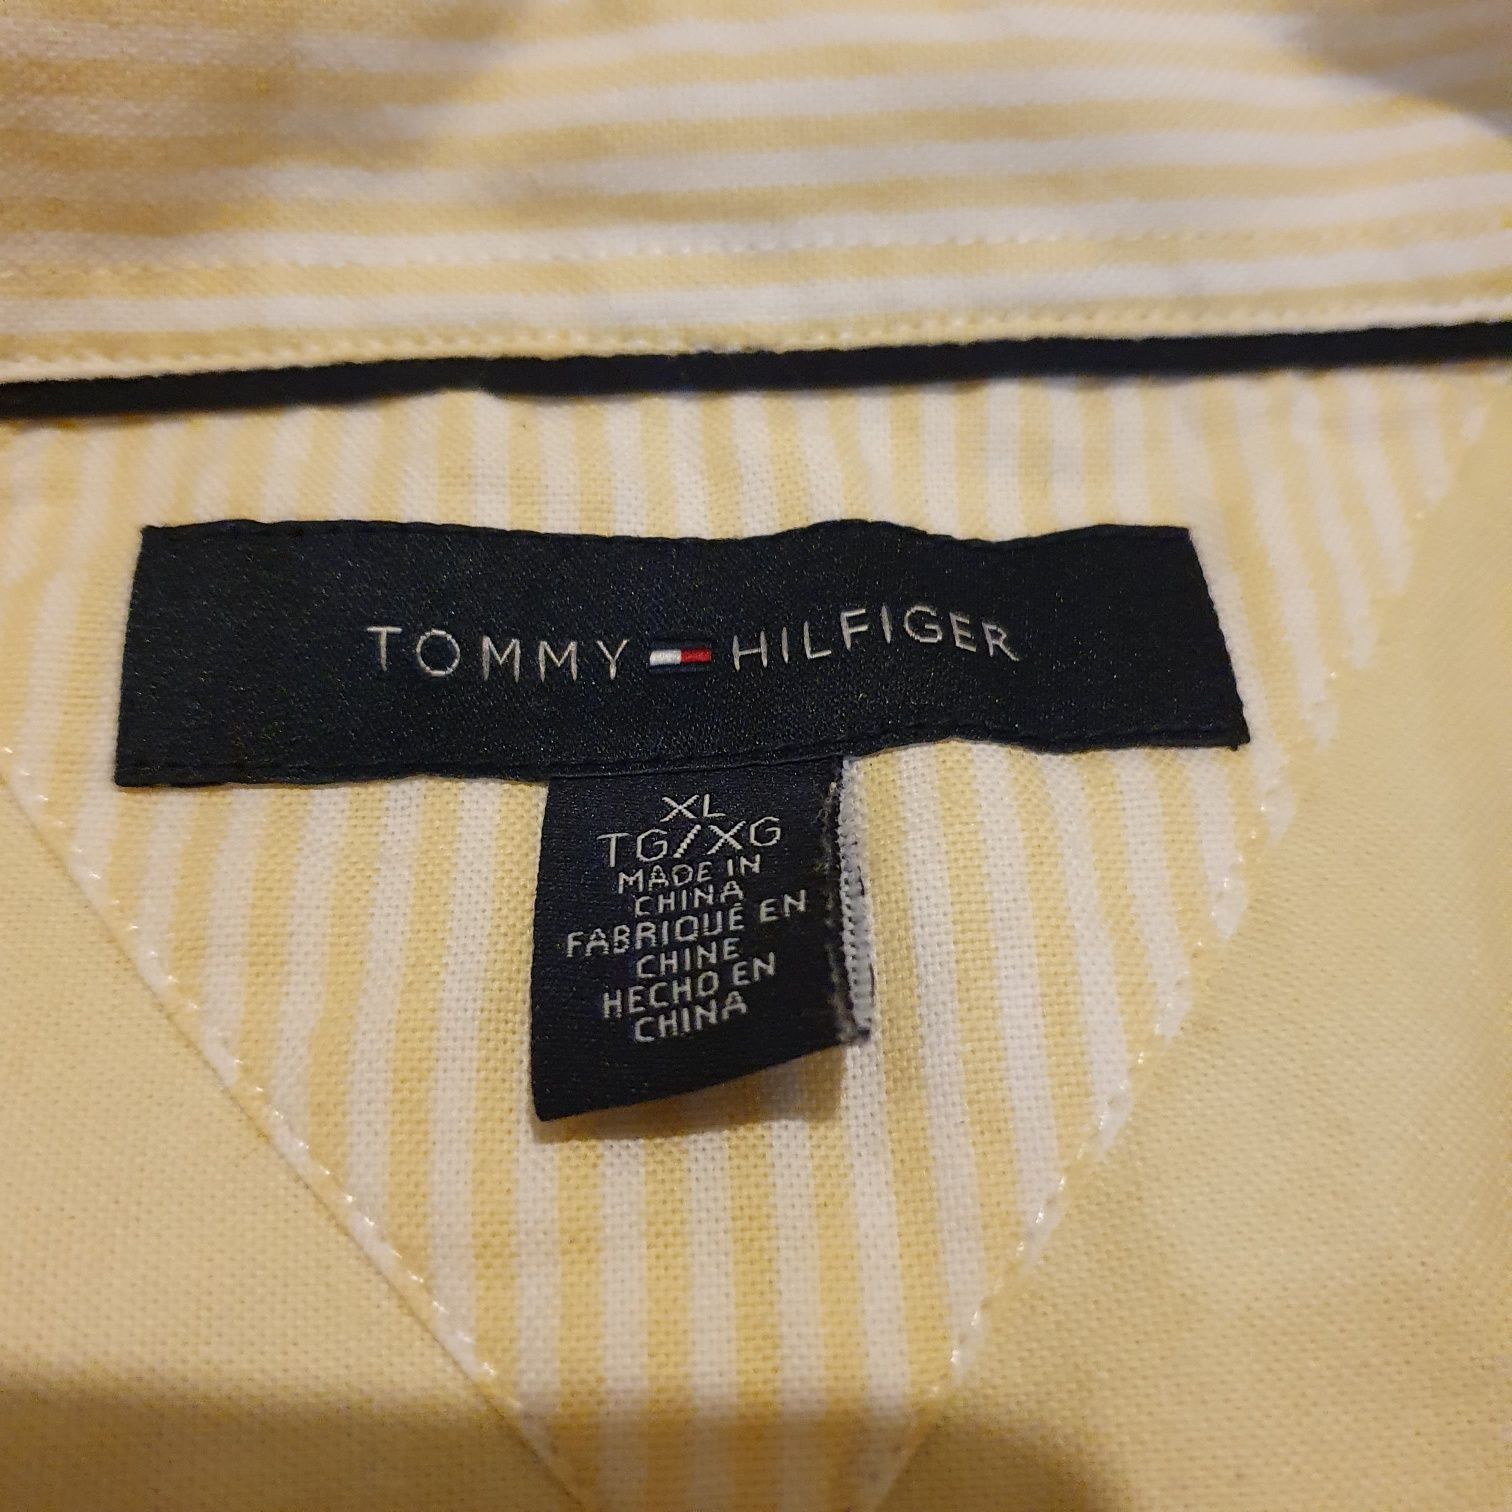 TOMMY HILFIGER
XL
TG/XG
MADE IN
CHINA
FABRIQUÉ EN
CHINE
HECHO EN
CHINA